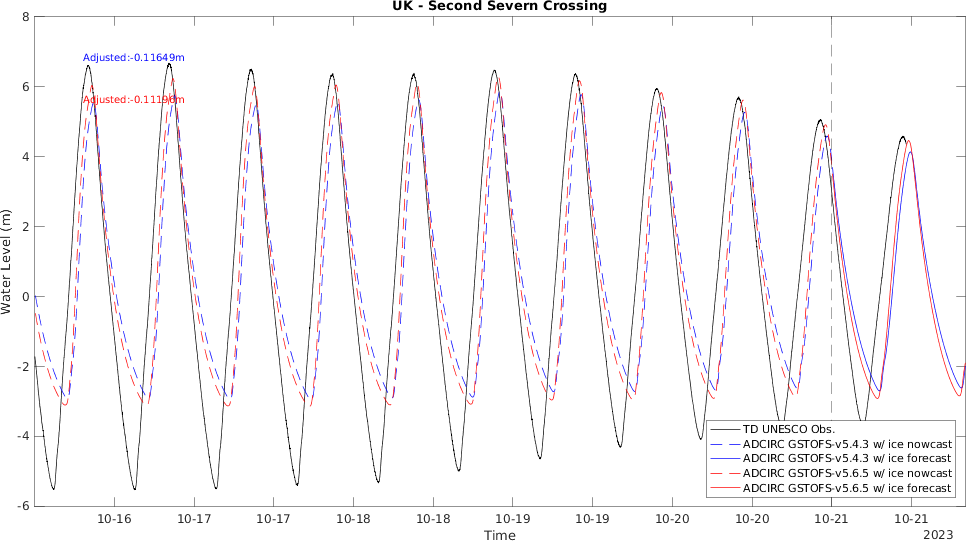 UK - Second Severn Crossing
8
6
4
2
0
-2
-4
-6
Water Level (m)
Adjusted:-0.11649m
Adjusted:-0.11196m
TD UNESCO Obs.
ADCIRC GSTOFS-v5.4.3 w/ ice nowcast
ADCIRC GSTOFS-v5.4.3 w/ ice forecast
ADCIRC GSTOFS-v5.6.5 w/ ice nowcast
ADCIRC GSTOFS-v5.6.5 w/ ice forecast
10-16 10-17 10-17 10-18 10-18 10-19 10-19 10-20 10-20 10-21 10-21
Time
2023